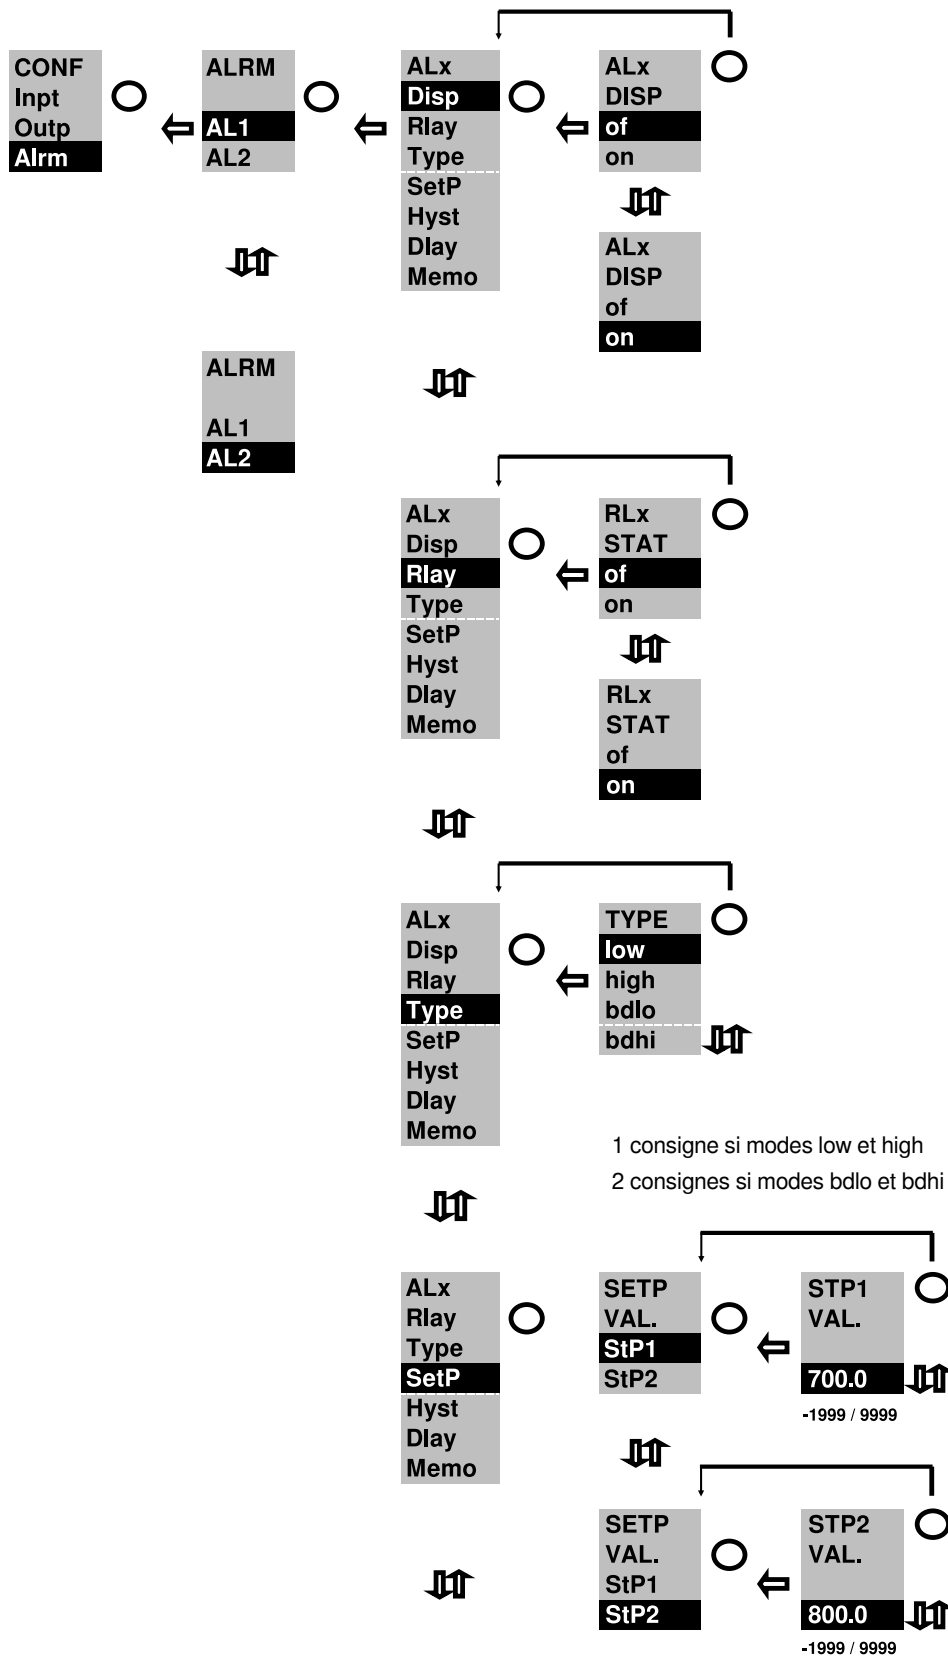 CONF
Inpt
Outp
Alrm
ALRM
AL1
AL2
ALx
Disp
Rlay
Type
SetP
Hyst
Dlay
Memo
ALx
DISP
of
on
ALx
DISP
of
on
ALRM
AL1
AL2
ALx
Disp
Rlay
Type
SetP
Hyst
Dlay
Memo
RLx
STAT
of
on
RLx
STAT
of
on
ALx
Disp
Rlay
Type
SetP
Hyst
Dlay
Memo
TYPE
low
high
bdlo
bdhi
1 consigne si modes low et high
2 consignes si modes bdlo et bdhi
ALx
Rlay
Type
SetP
Hyst
Dlay
Memo
SETP
VAL.
StP1
StP2
STP1
VAL.
700.0
-1999 / 9999
SETP
VAL.
StP1
StP2
STP2
VAL.
800.0
-1999 / 9999